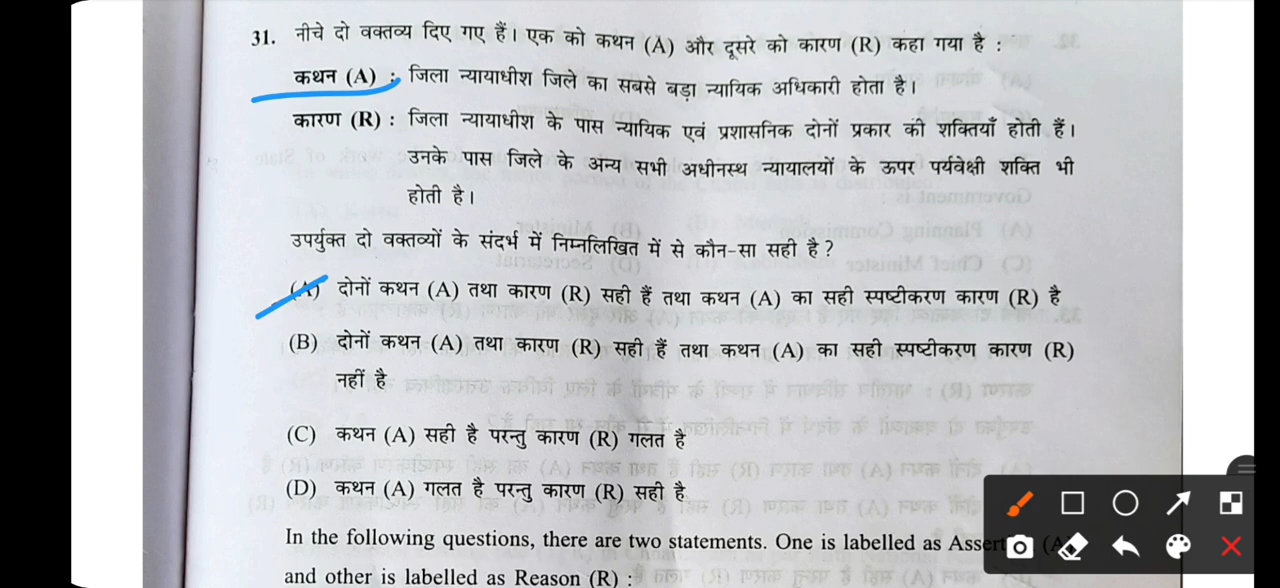 31. नीचे दो वक्तव्य दिए गए हैं। एक को कथन (A) और दूसरे को कारण (R) कहा गया है :
कथन (A) : जिला न्यायाधीश जिले का सबसे बड़ा न्यायिक अधिकारी होता है।
कारण (R) : जिला न्यायाधीश के पास न्यायिक एवं प्रशासनिक दोनों प्रकार की शक्तियाँ होती हैं।
उनके पास जिले के अन्य सभी अधीनस्थ न्यायालयों के ऊपर पर्यवेक्षी शक्ति भी
होती है।
उपर्युक्त दो वक्तव्यों के संदर्भ में निम्नलिखित में से कौन-सा सही है ?
(A) दोनों कथन (A) तथा कारण (R) सही हैं तथा कथन (A) का सही स्पष्टीकरण कारण (R) है
(B) दोनों कथन (A) तथा कारण (R) सही हैं तथा कथन (A) का सही स्पष्टीकरण कारण (R)
नहीं है
(C) कथन (A) सही है परन्तु कारण (R) गलत है
(D) कथन (A) गलत है परन्तु कारण (R) सही है
In the following questions, there are two statements. One is labelled as
and other is labelled as Reason (R) :